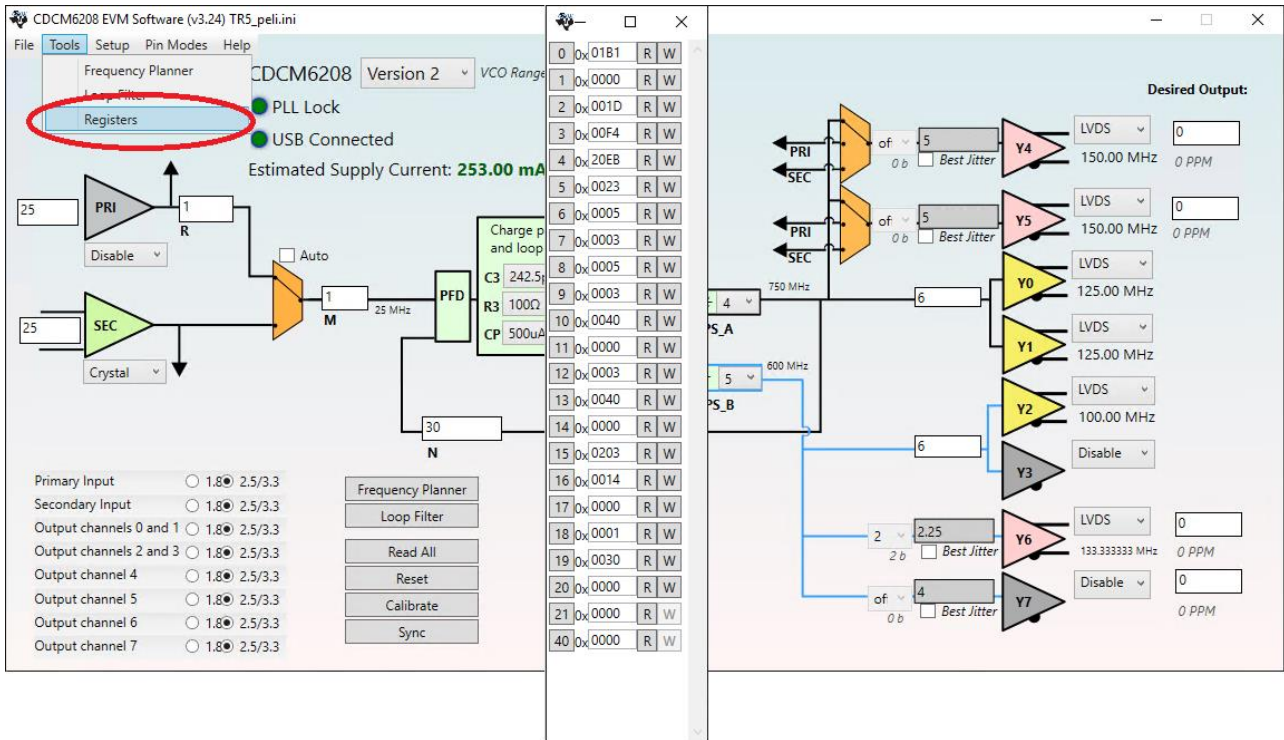 CDCM6208 EVM Software (v3.24) TR5_peli.ini
File Tools Setup Pin Modes Help
Frequency Planner
Loop Filter
Registers
CDCM6208 Version 2 VCO Range
PLL Lock
USB Connected
Estimated Supply Current: 253.00 mA
25
PRI
1
R
Disable
Auto
25
SEC
Crystal
1
M
25 MHz
PFD
Charge p
and loop
C3 242.5p
R3 100Ω
CP 500uA
30
N
Primary Input 1.8 2.5/3.3
Secondary Input 1.8 2.5/3.3
Output channels 0 and 1 1.8 2.5/3.3
Output channels 2 and 3 1.8 2.5/3.3
Output channel 4 1.8 2.5/3.3
Output channel 5 1.8 2.5/3.3
Output channel 6 1.8 2.5/3.3
Output channel 7 1.8 2.5/3.3
Frequency Planner
Loop Filter
Read All
Reset
Calibrate
Sync
0 0x 01B1 R W
1 0x 0000 R W
2 0x 001D R W
3 0x 00F4 R W
4 0x 20EB R W
5 0x 0023 R W
6 0x 0005 R W
7 0x 0003 R W
8 0x 0005 R W
9 0x 0003 R W
10 0x 0040 R W
11 0x 0000 R W
12 0x 0003 R W
13 0x 0040 R W
14 0x 0000 R W
15 0x 0203 R W
16 0x 0014 R W
17 0x 0000 R W
18 0x 0001 R W
19 0x 0030 R W
20 0x 0000 R W
21 0x 0000 R W
40 0x 0000 R W
Desired Output:
PRI
SEC
of 5
0 b Best Jitter
Y4
LVDS
150.00 MHz
0
0 PPM
PRI
SEC
of 5
0 b Best Jitter
Y5
LVDS
150.00 MHz
0
0 PPM
750 MHz
4
PS_A
6
Y0
LVDS
125.00 MHz
Y1
LVDS
125.00 MHz
600 MHz
5
PS_B
6
Y2
LVDS
100.00 MHz
Y3
Disable
2 2.25
2 b Best Jitter
Y6
LVDS
133.333333 MHz
0
0 PPM
of 4
0 b Best Jitter
Y7
Disable
0
0 PPM